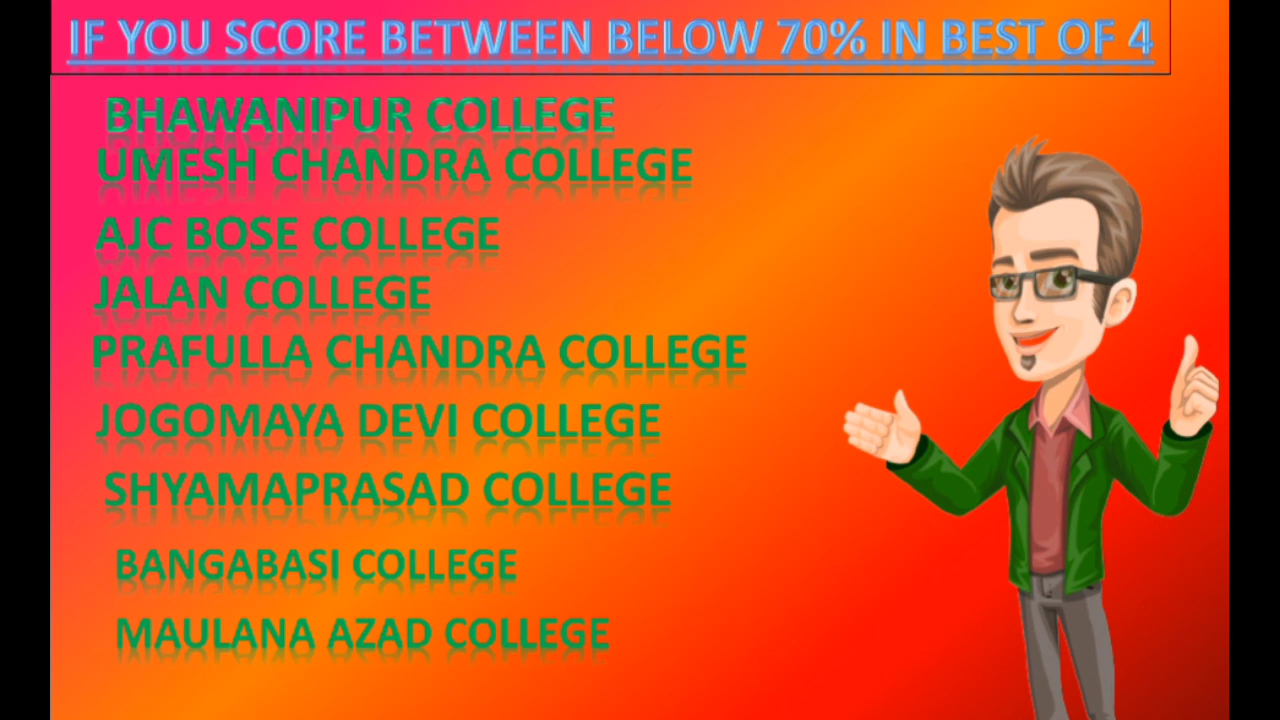 IF YOU SCORE BETWEEN BELOW 70% IN BEST OF 4
BHAWANIPUR COLLEGE
UMESH CHANDRA COLLEGE
AJC BOSE COLLEGE
JALAN COLLEGE
PRAFULLA CHANDRA COLLEGE
JOGOMAYA DEVI COLLEGE
SHYAMAPRASAD COLLEGE
BANGABASI COLLEGE
MAULANA AZAD COLLEGE